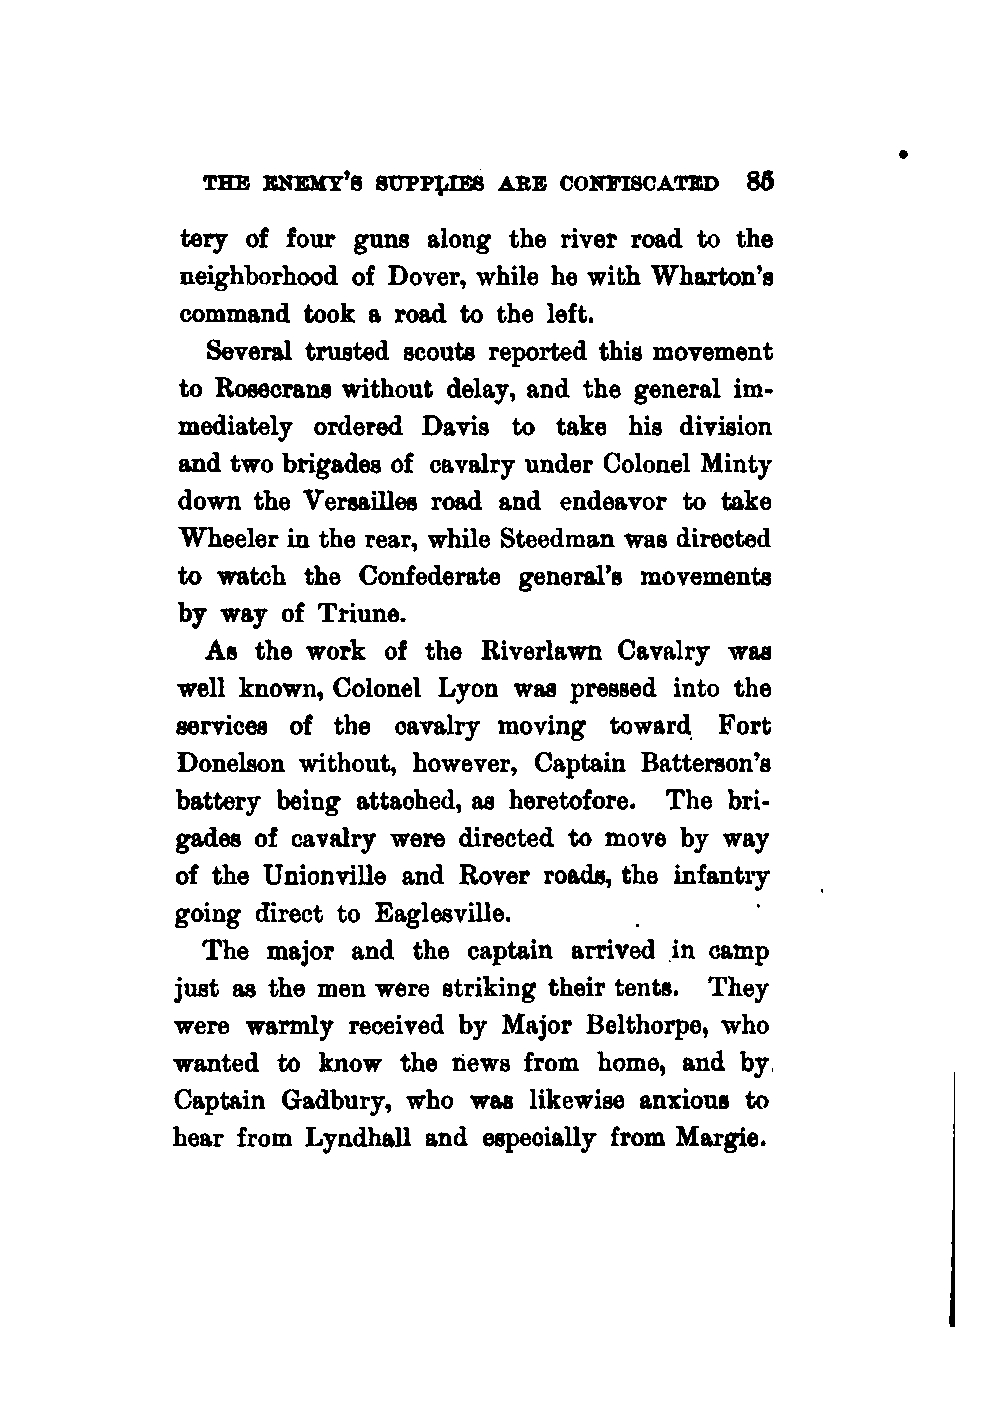 THE ENEMY'S SUPPLIES ARE CONFISCATED 85
tery of four guns along the river road to the
neighborhood of Dover, while he with Wharton's
command took a road to the left.
Several trusted scouts reported this movement
to Rosecrans without delay, and the general im-
mediately ordered Davis to take his division
and two brigades of cavalry under Colonel Minty
down the Versailles road and endeavor to take
Wheeler in the rear, while Steedman was directed
to watch the Confederate general's movements
by way of Triune.
As the work of the Riverlawn Cavalry was
well known, Colonel Lyon was pressed into the
services of the cavalry moving toward Fort
Donelson without, however, Captain Batterson's
battery being attached, as heretofore. The bri-
gades of cavalry were directed to move by way
of the Unionville and Rover roads, the infantry
going direct to Eaglesville.
The major and the captain arrived in camp
just as the men were striking their tents. They
were warmly received by Major Belthorpe, who
wanted to know the news from home, and by
Captain Gadbury, who was likewise anxious to
hear from Lyndhall and especially from Margie.